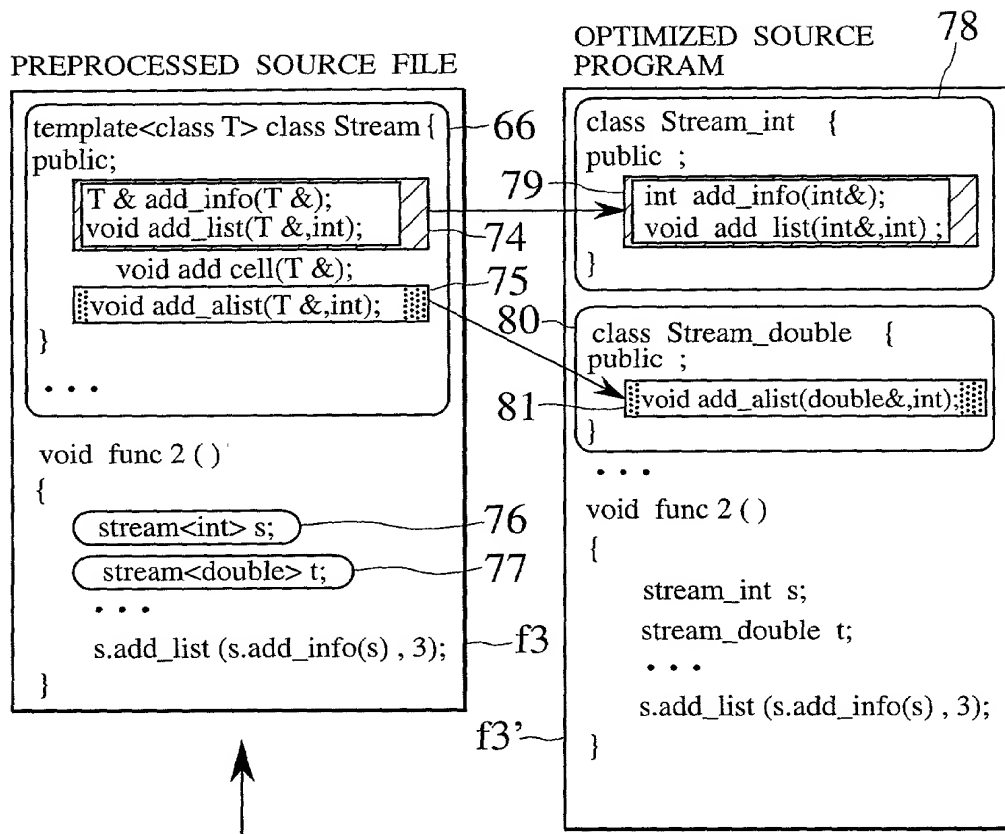 PREPROCESSED SOURCE FILE
template<class T> class Stream {
public;
T & add_info(T &);
void add_list(T &,int);
void add cell(T &);
void add_alist(T &,int);
}
• • •
void func 2 ( )
{
stream<int> s;
stream<double> t;
• • •
s.add_list (s.add_info(s) , 3);
}
66
74
75
76
77
f3
OPTIMIZED SOURCE
PROGRAM
78
class Stream_int {
public ;
79
int add_info(int&);
void add list(int&,int) ;
}
80
class Stream_double {
public ;
81
void add_alist(double&,int);
}
• • •
void func 2 ( )
{
stream_int s;
stream_double t;
• • •
s.add_list (s.add_info(s) , 3);
}
f3’